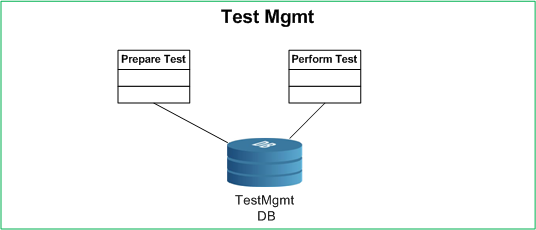 Test Mgmt
Prepare Test
Perform Test
DB
TestMgmt
DB